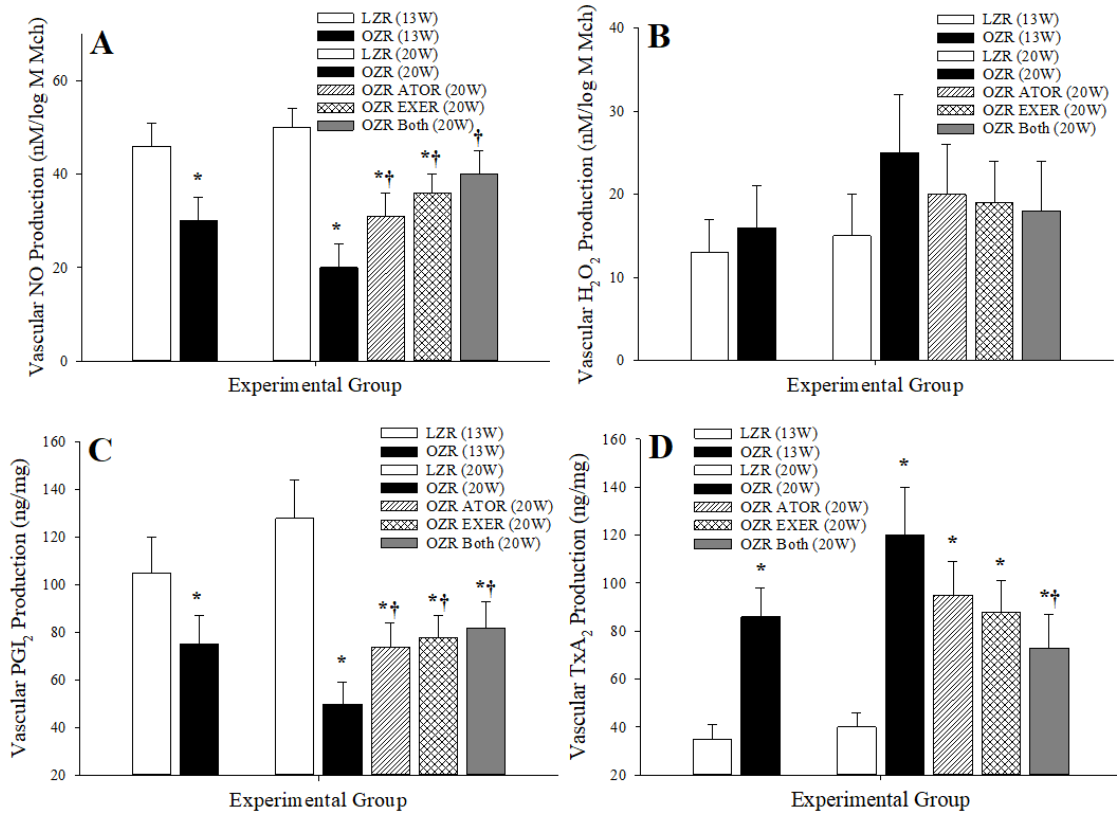 A
LZR (13W)
OZR (13W)
LZR (20W)
OZR (20W)
OZR ATOR (20W)
OZR EXER (20W)
OZR Both (20W)
Vascular NO Production (nM/log M Mch)
60
40
20
0
*
*
*†
*†
†
Experimental Group
B
LZR (13W)
OZR (13W)
LZR (20W)
OZR (20W)
OZR ATOR (20W)
OZR EXER (20W)
OZR Both (20W)
Vascular H₂O₂ Production (nM/log M Mch)
40
30
20
10
0
Experimental Group
C
LZR (13W)
OZR (13W)
LZR (20W)
OZR (20W)
OZR ATOR (20W)
OZR EXER (20W)
OZR Both (20W)
Vascular PGI₂ Production (ng/mg)
160
140
120
100
80
60
40
20
*
*
*†
*†
*†
Experimental Group
D
LZR (13W)
OZR (13W)
LZR (20W)
OZR (20W)
OZR ATOR (20W)
OZR EXER (20W)
OZR Both (20W)
Vascular TxA₂ Production (ng/mg)
160
140
120
100
80
60
40
20
*
*
*
*
*†
Experimental Group